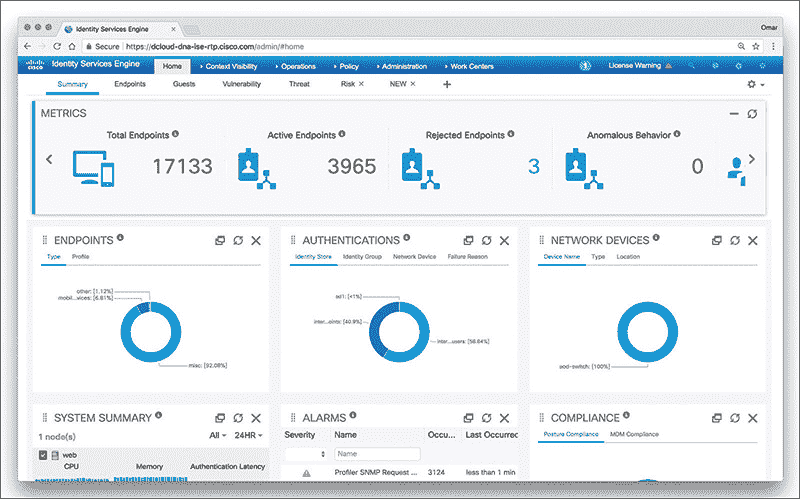 Identity Services Engine
Omar
Secure
https://dcloud-dna-ise-rtp.cisco.com/admin/#home
cisco Identity Services Engine Home Context Visibility Operations Policy Administration Work Centers License Warning
Summary Endpoints Guests Vulnerability Threat Risk NEW
METRICS
Total Endpoints Active Endpoints Rejected Endpoints Anomalous Behavior
17133 3965 3 0
ENDPOINTS
Type Profile
other: [1.12%]
mobil...vices: [6.81%]
misc: [92.08%]
AUTHENTICATIONS
Identity Store Identity Group Network Device Failure Reason
ad1: [<1%]
inter...oints: [40.9%]
inter...users: [58.64%]
NETWORK DEVICES
Device Name Type Location
pod-switch: [100%]
SYSTEM SUMMARY
1 node(s) All 24HR
web
CPU Memory Authentication Latency
ALARMS
Severity Name Occu... Last Occurred
Name
Profiler SNMP Request ... 3124 less than 1 min
COMPLIANCE
Posture Compliance MDM Compliance